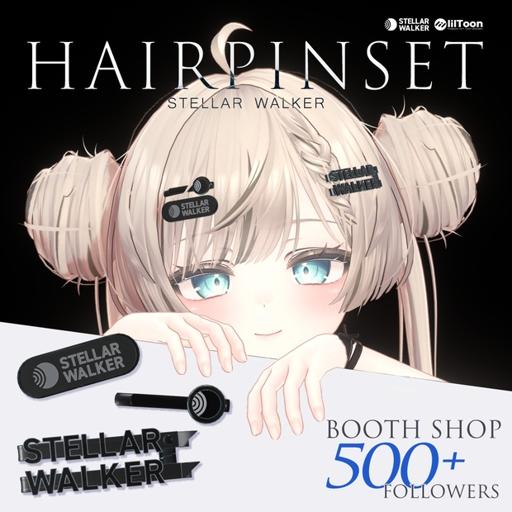 STELLAR
WALKER
lilToon
HAIRPINSET
STELLAR WALKER
STELLAR
WALKER
STELLAR
WALKER
STELLAR
WALKER
STELLAR
WALKER
BOOTH SHOP
500+
FOLLOWERS